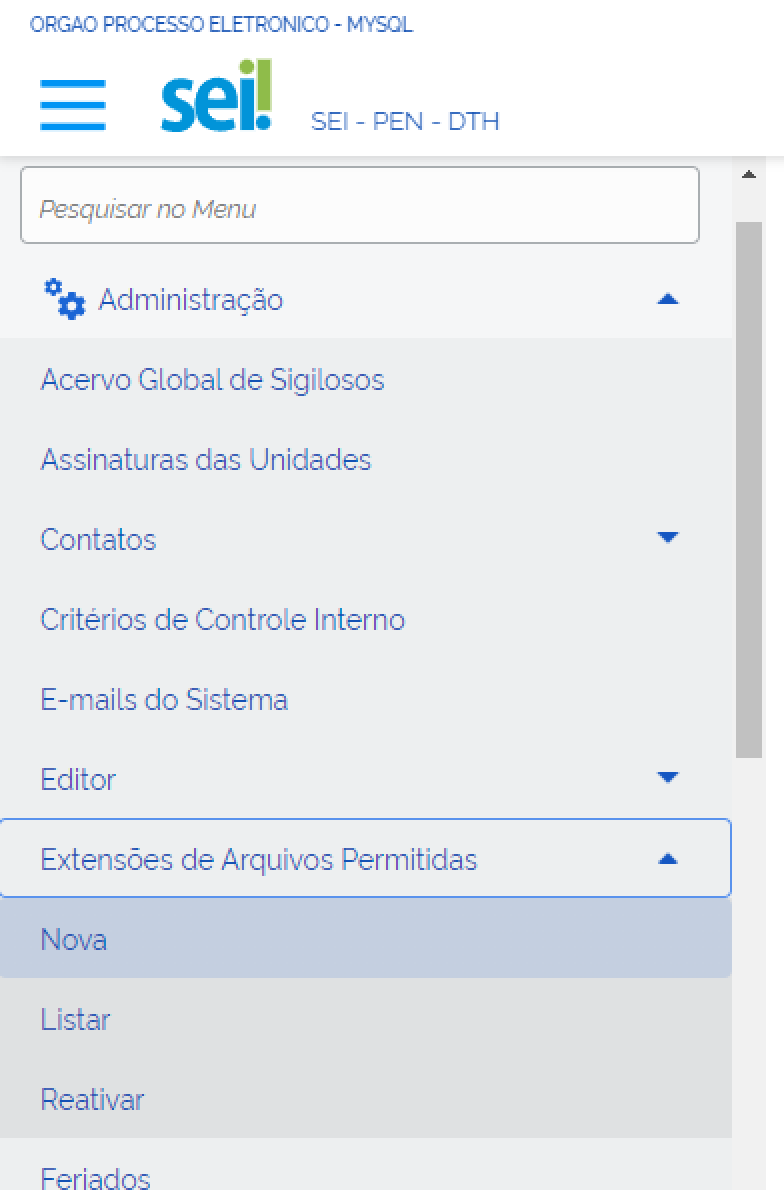 ORGAO PROCESSO ELETRONICO - MYSQL
sei!
SEI - PEN - DTH
Pesquisar no Menu
Administração
Acervo Global de Sigilosos
Assinaturas das Unidades
Contatos
Critérios de Controle Interno
E-mails do Sistema
Editor
Extensões de Arquivos Permitidas
Nova
Listar
Reativar
Feriados